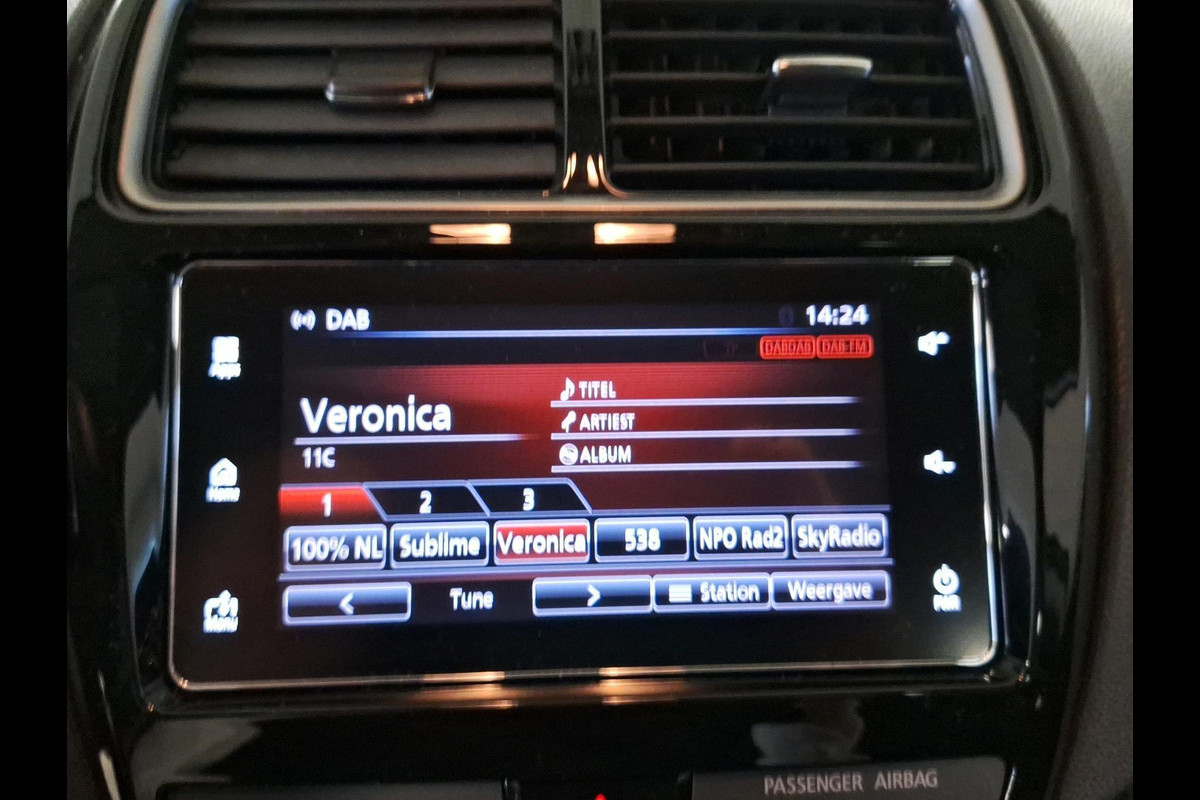 DAB 14:24
TP DABDAB DAB-FM
Apps
TITEL
Veronica
ARTIEST
11C
ALBUM
Home
1 2 3
100% NL Sublime Veronica 538 NPO Rad2 SkyRadio
< Tune > Station Weergave
Menu
PWR
PASSENGER AIRBAG